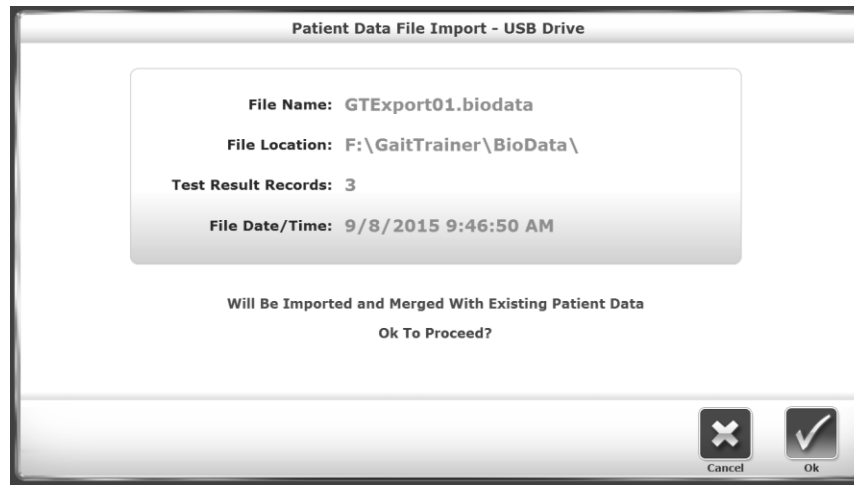 Patient Data File Import - USB Drive
File Name: GTExport01.biodata
File Location: F:\GaitTrainer\BioData\
Test Result Records: 3
File Date/Time: 9/8/2015 9:46:50 AM
Will Be Imported and Merged With Existing Patient Data
Ok To Proceed?
Cancel Ok